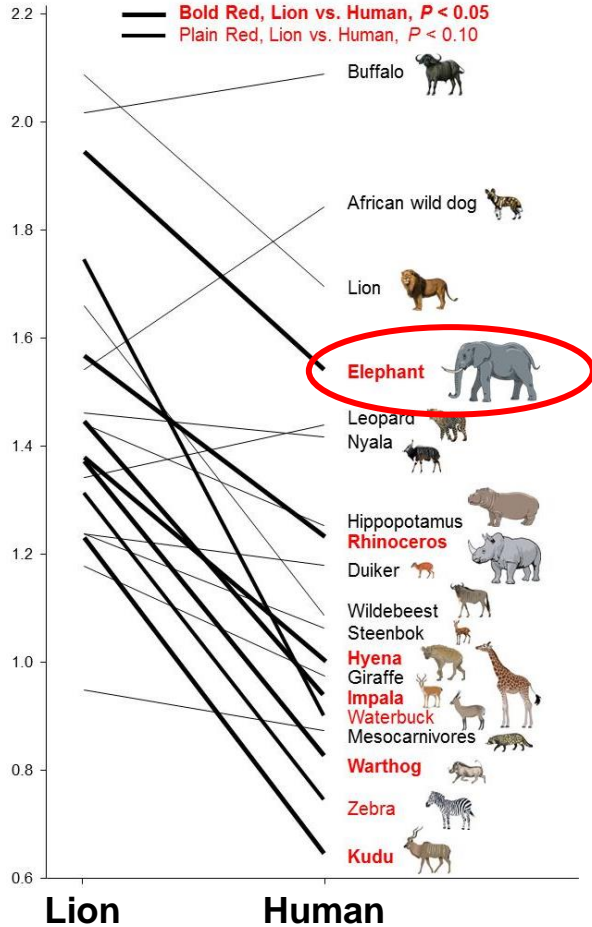 2.2
Bold Red, Lion vs. Human, P < 0.05
Plain Red, Lion vs. Human, P < 0.10
Buffalo
2.0
African wild dog
1.8
Lion
1.6
Elephant
Leopard
1.4
Nyala
Hippopotamus
Rhinoceros
1.2
Duiker
Wildebeest
Steenbok
1.0
Hyena
Giraffe
Impala
Waterbuck
Mesocarnivores
0.8
Warthog
Zebra
Kudu
0.6
Lion Human